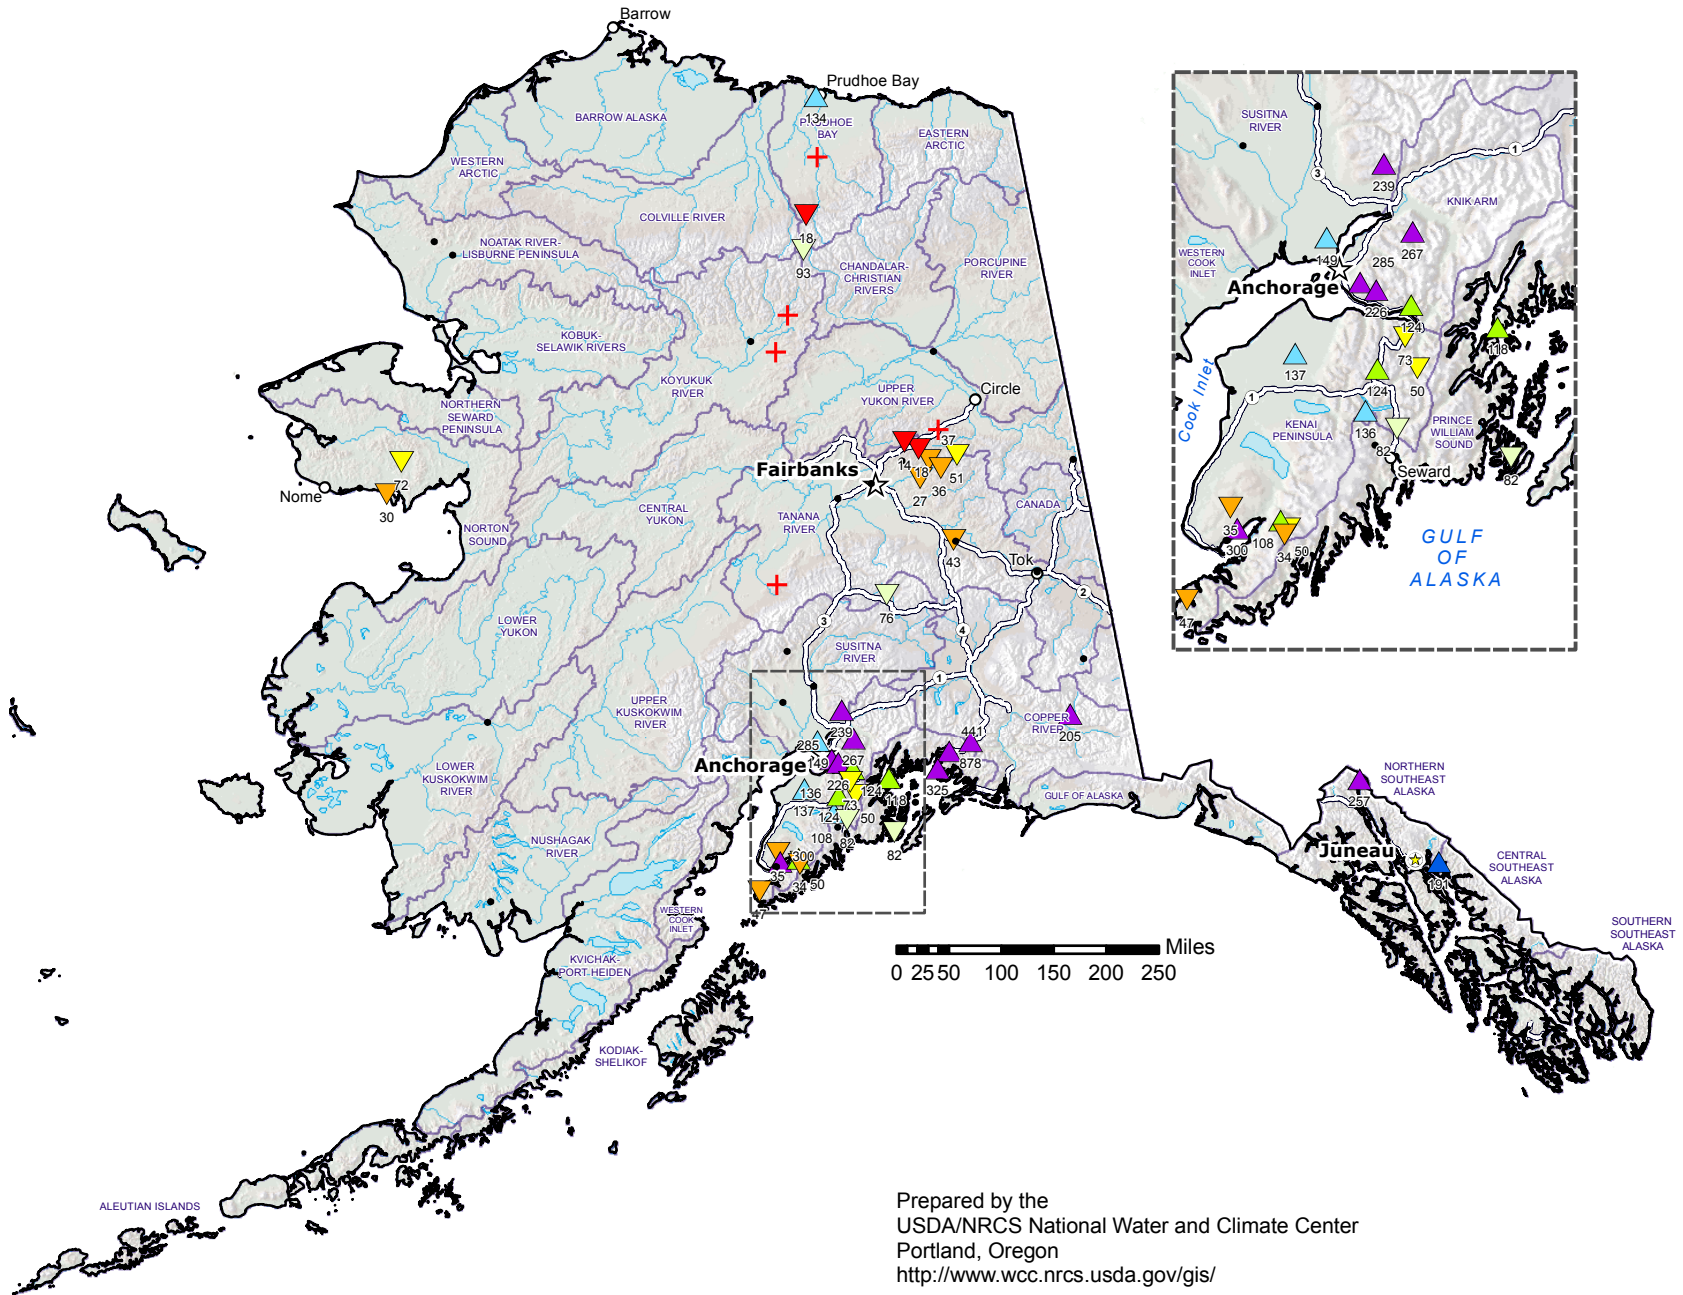 Barrow
Prudhoe Bay
134
PRUDHOE
BAY
BARROW ALASKA
EASTERN
ARCTIC
WESTERN
ARCTIC
COLVILLE RIVER
18
93
NOATAK RIVER-
LISBURNE PENINSULA
CHANDALAR-
CHRISTIAN
RIVERS
PORCUPINE
RIVER
KOBUK-
SELAWIK RIVERS
KOYUKUK
RIVER
UPPER
YUKON RIVER
Circle
NORTHERN
SEWARD
PENINSULA
37
14
18
51
36
27
Fairbanks
72
Nome
30
NORTON
SOUND
CENTRAL
YUKON
TANANA
RIVER
CANADA
43
Tok
2
76
3
4
LOWER
YUKON
SUSITNA
RIVER
1
UPPER
KUSKOKWIM
RIVER
COPPER
RIVER
205
239
441
285
878
Anchorage
149
267
325
LOWER
KUSKOKWIM
RIVER
136
226
124
118
137
73
124
50
108
82
82
GULF OF ALASKA
NUSHAGAK
RIVER
300
35
34
50
47
WESTERN
COOK
INLET
KVICHAK-
PORT HEIDEN
KODIAK-
SHELIKOF
ALEUTIAN ISLANDS
Miles
0 25 50 100 150 200 250
NORTHERN
SOUTHEAST
ALASKA
257
Juneau
191
CENTRAL
SOUTHEAST
ALASKA
SOUTHERN
SOUTHEAST
ALASKA
SUSITNA
RIVER
3
1
239
KNIK ARM
WESTERN
COOK
INLET
149
285
267
Anchorage
226
124
118
73
50
137
124
Cook Inlet
1
KENAI
PENINSULA
136
PRINCE
WILLIAM
SOUND
82
Seward
82
35
300
108
34
50
47
GULF
OF
ALASKA
Prepared by the
USDA/NRCS National Water and Climate Center
Portland, Oregon
http://www.wcc.nrcs.usda.gov/gis/